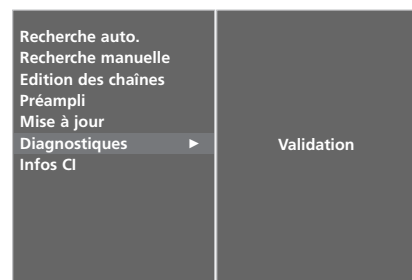 Recherche auto.
Recherche manuelle
Edition des chaînes
Préampli
Mise à jour
Diagnostiques ►
Infos CI
Validation